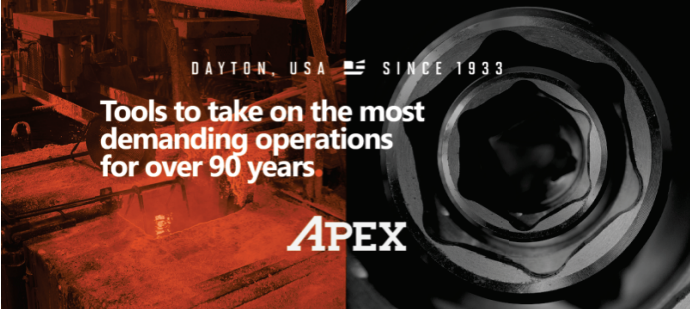 DAYTON, USA SINCE 1933
Tools to take on the most
demanding operations
for over 90 years.
APEX